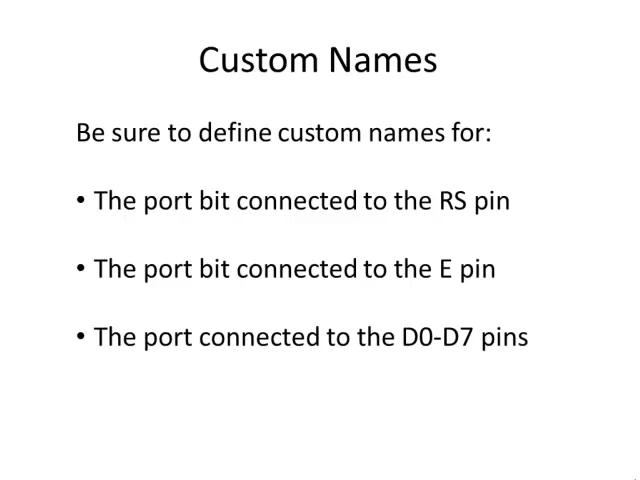 Custom Names
Be sure to define custom names for:
• The port bit connected to the RS pin
• The port bit connected to the E pin
• The port connected to the D0-D7 pins